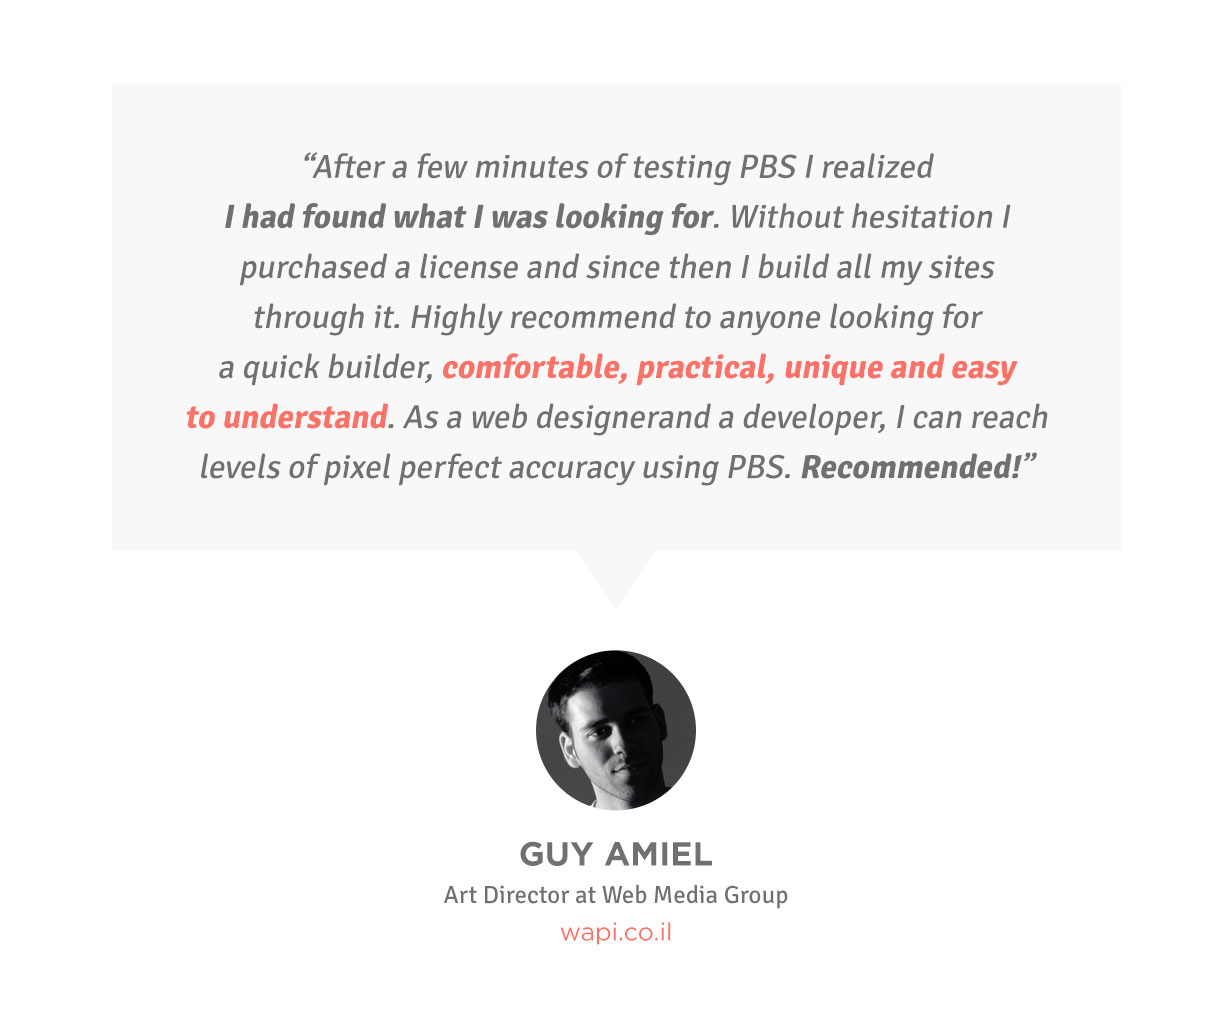 “After a few minutes of testing PBS I realized
I had found what I was looking for. Without hesitation I
purchased a license and since then I build all my sites
through it. Highly recommend to anyone looking for
a quick builder, comfortable, practical, unique and easy
to understand. As a web designerand a developer, I can reach
levels of pixel perfect accuracy using PBS. Recommended!”
GUY AMIEL
Art Director at Web Media Group
wapi.co.il